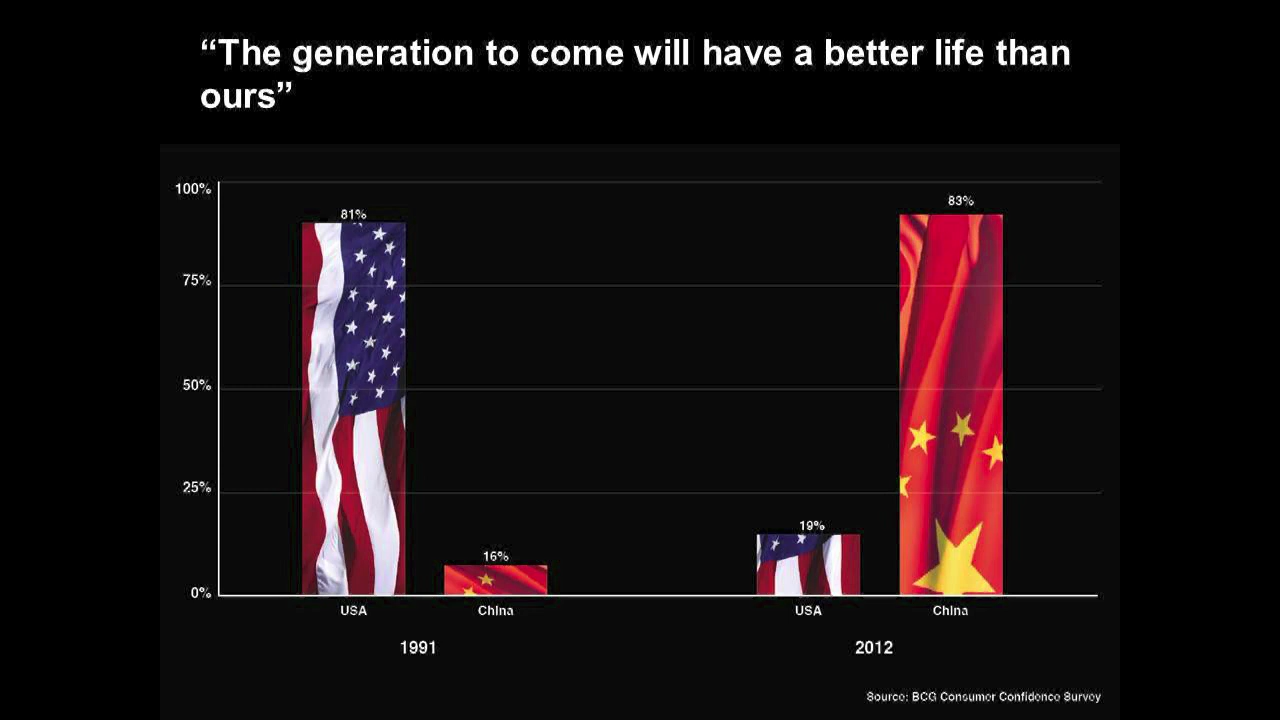 “The generation to come will have a better life than
ours”
100%
75%
50%
25%
0%
81%
16%
19%
83%
USA
China
USA
China
1991
2012
Source: BCG Consumer Confidence Survey